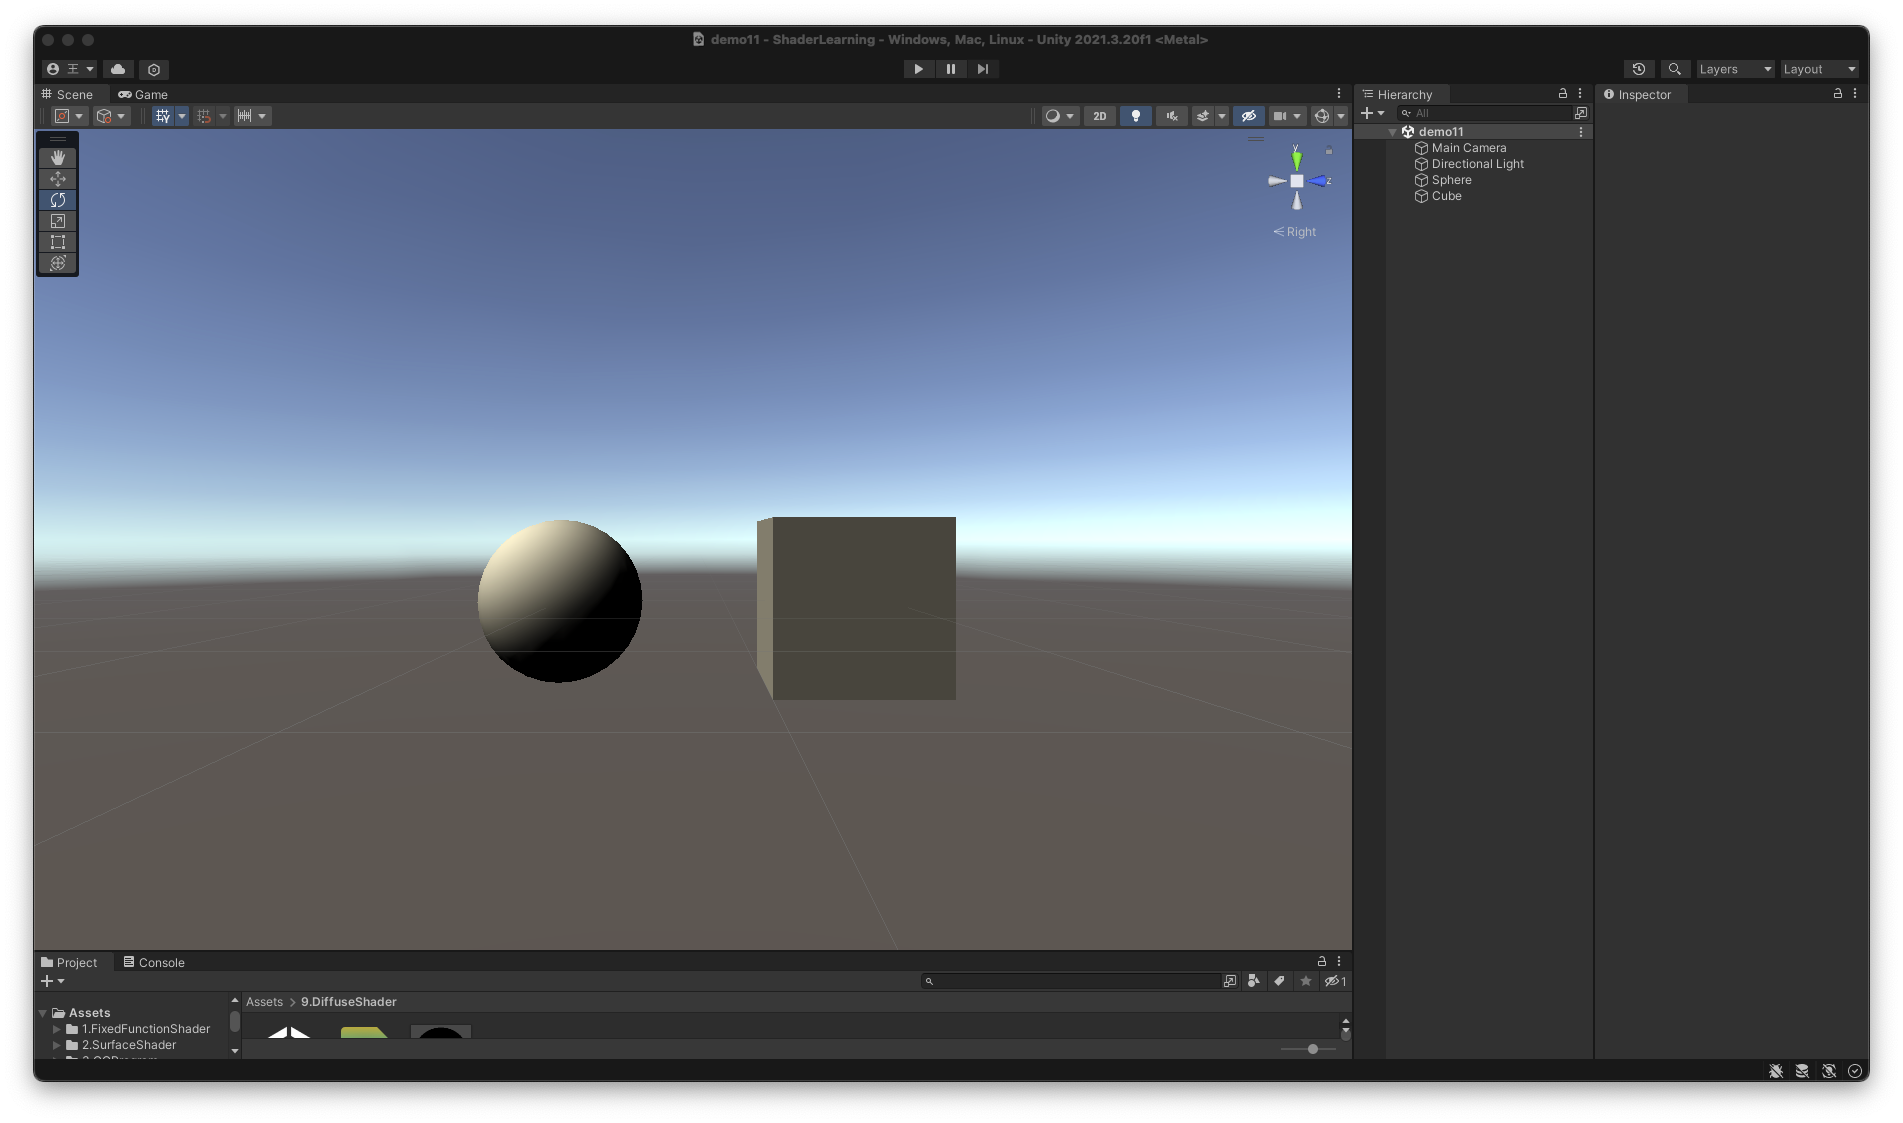 demo11 - ShaderLearning - Windows, Mac, Linux - Unity 2021.3.20f1 <Metal>
王
Layers
Layout
Scene
Game
2D
y
z
Right
Hierarchy
All
demo11
Main Camera
Directional Light
Sphere
Cube
Inspector
Project
Console
1
Assets
1.FixedFunctionShader
2.SurfaceShader
Assets > 9.DiffuseShader